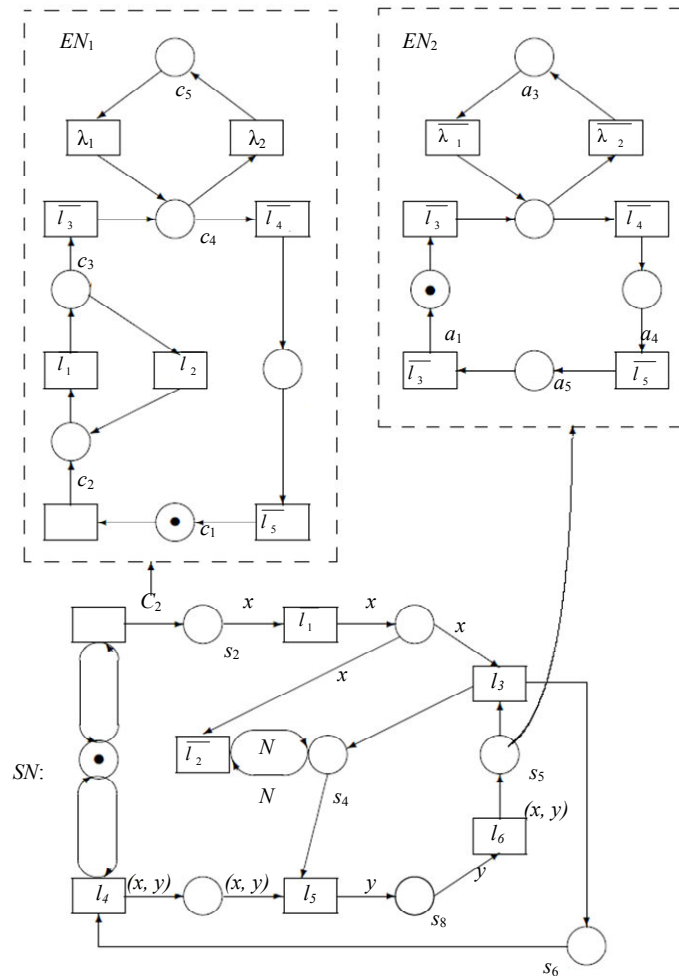 EN₁
EN₂
c₅
a₃
λ₁
λ₂
λ̅₁
λ̅₂
l̅₃
l̅₄
l̅₃
l̅₄
c₄
c₃
l₁
l₂
a₁
a₄
l̅₃
a₅
l̅₅
c₂
c₁
l̅₅
C₂
x
l̅₁
x
s₂
x
x
l₃
l̅₂
N
SN:
s₅
N
s₄
l₆
(x, y)
l₄
(x, y)
(x, y)
l₅
y
y
s₈
s₆